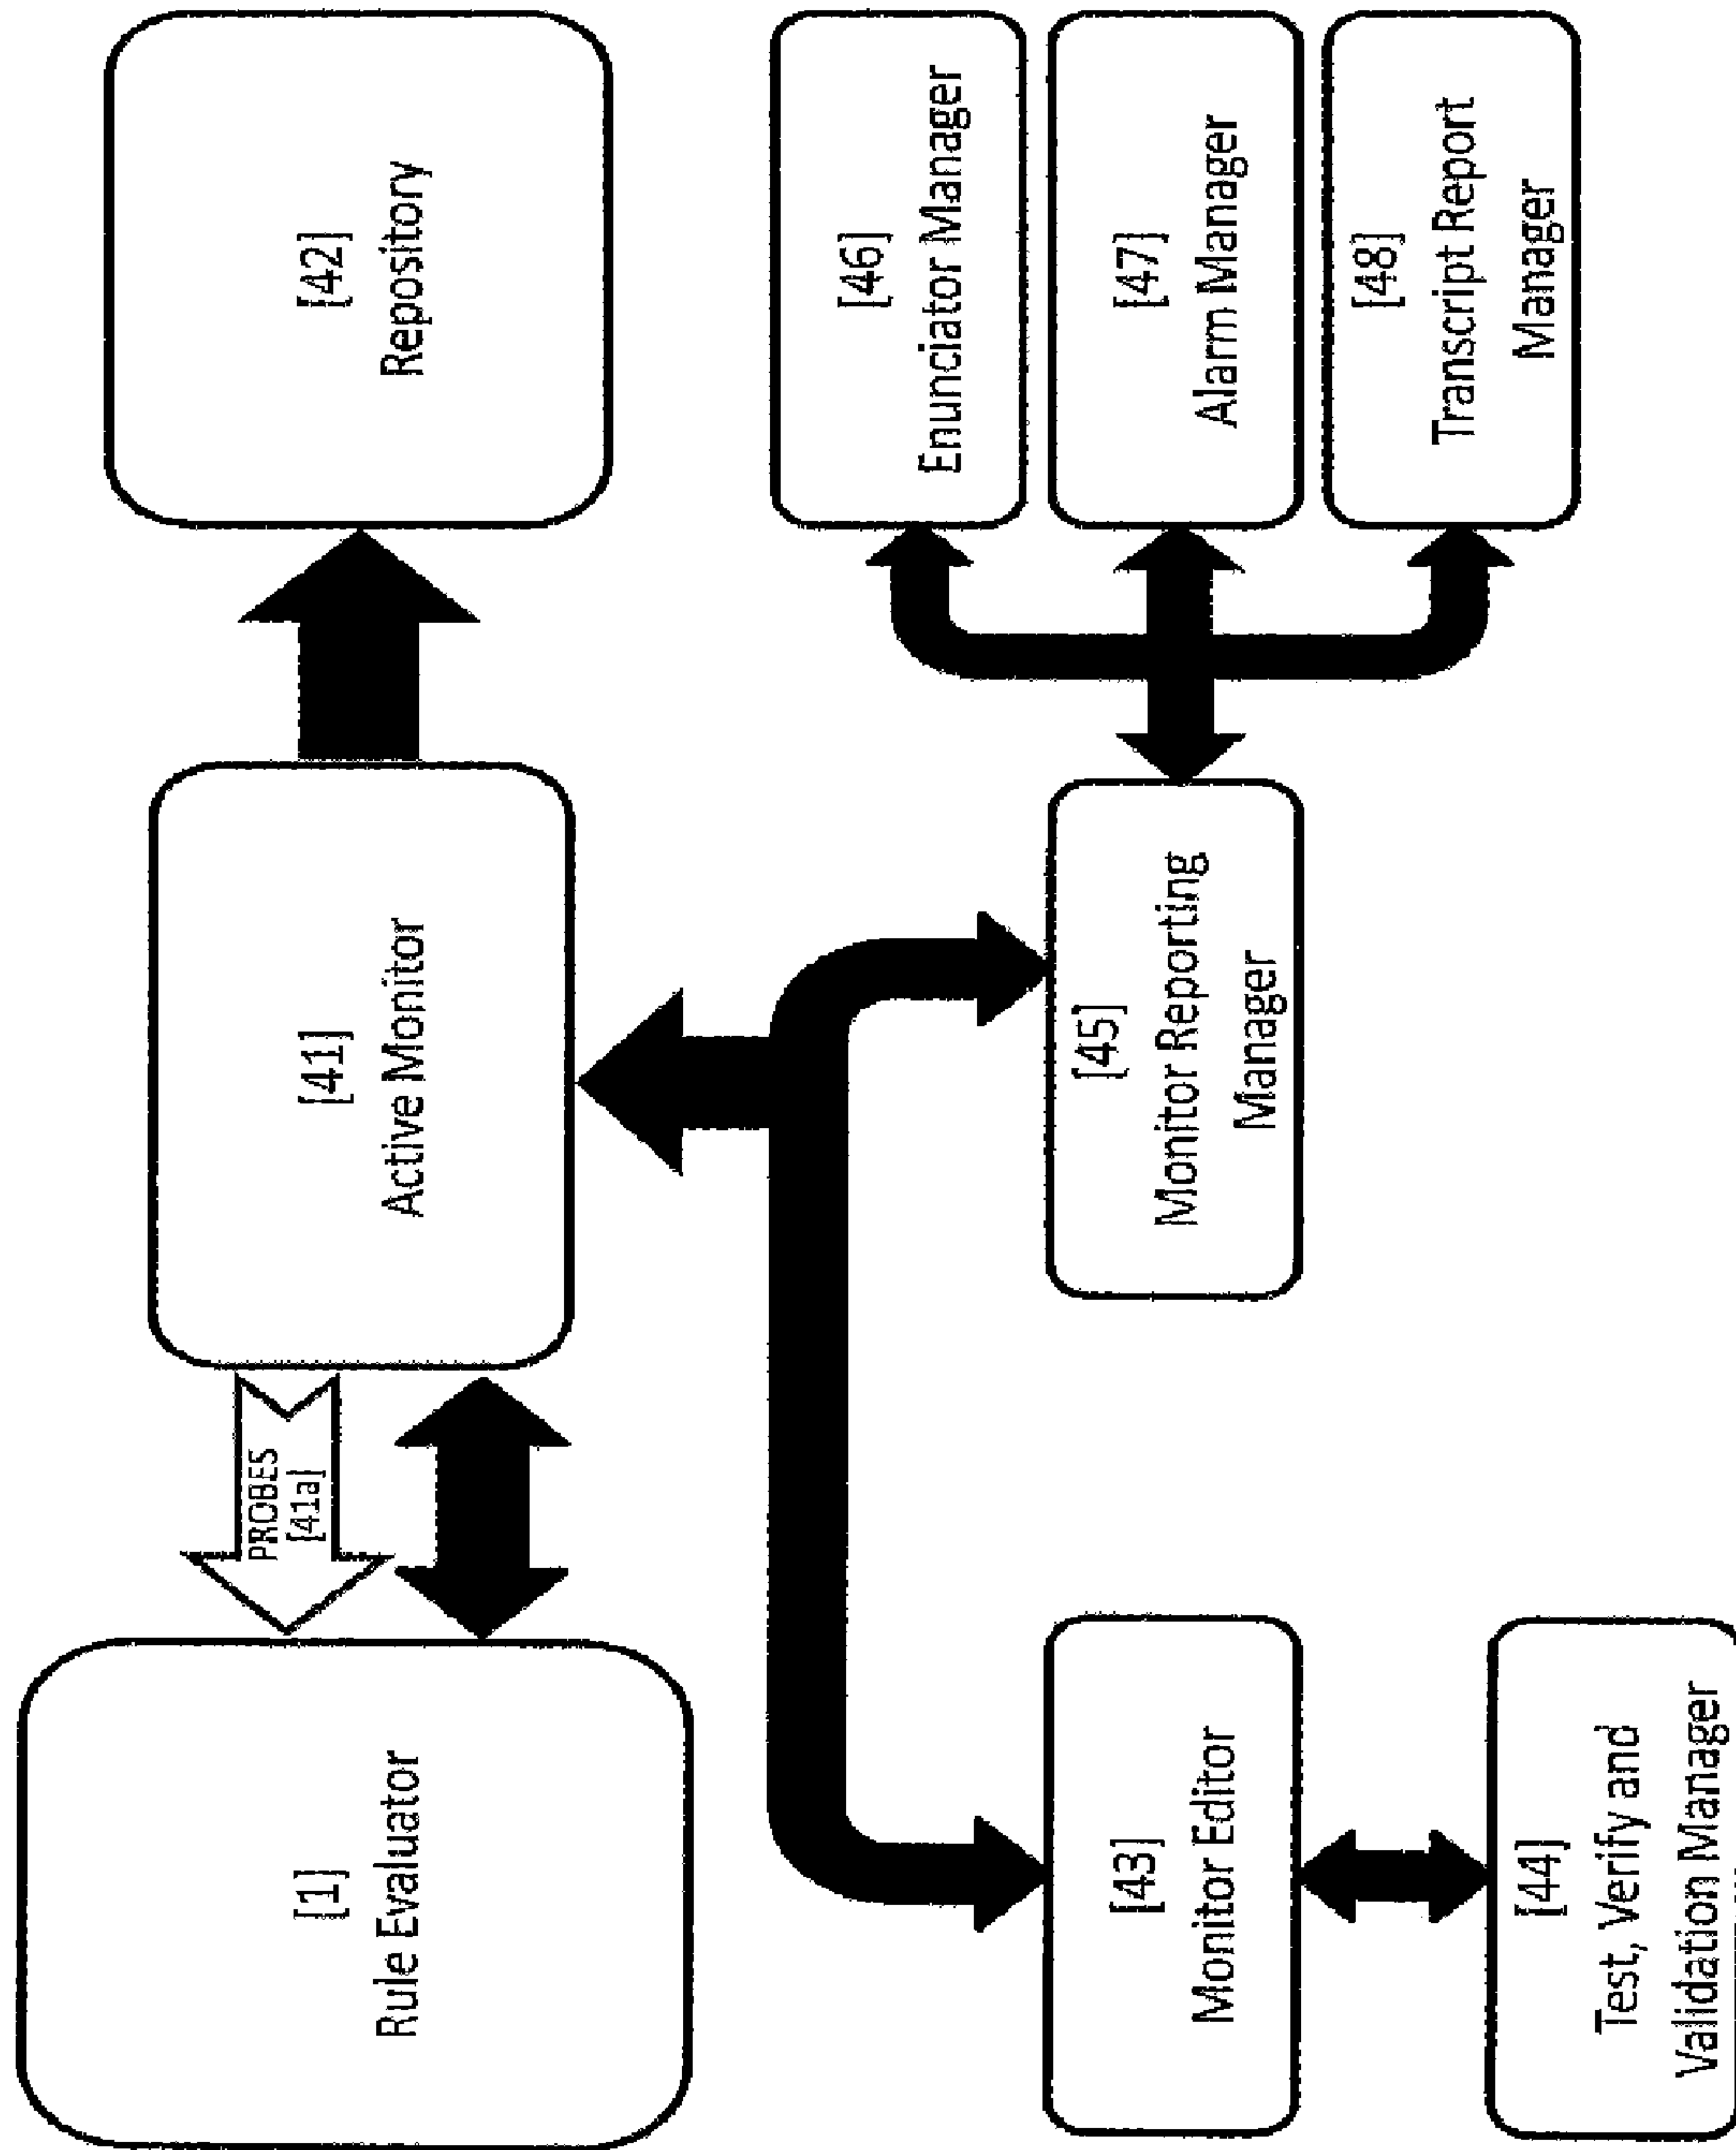 [1]
Rule Evaluator
PROBES
[41a]
[41]
Active Monitor
[42]
Repository
[43]
Monitor Editor
[44]
Test, Verify and
Validation Manager
[45]
Monitor Reporting
Manager
[46]
Enunciator Manager
[47]
Alarm Manager
[48]
Transcript Report
Manager